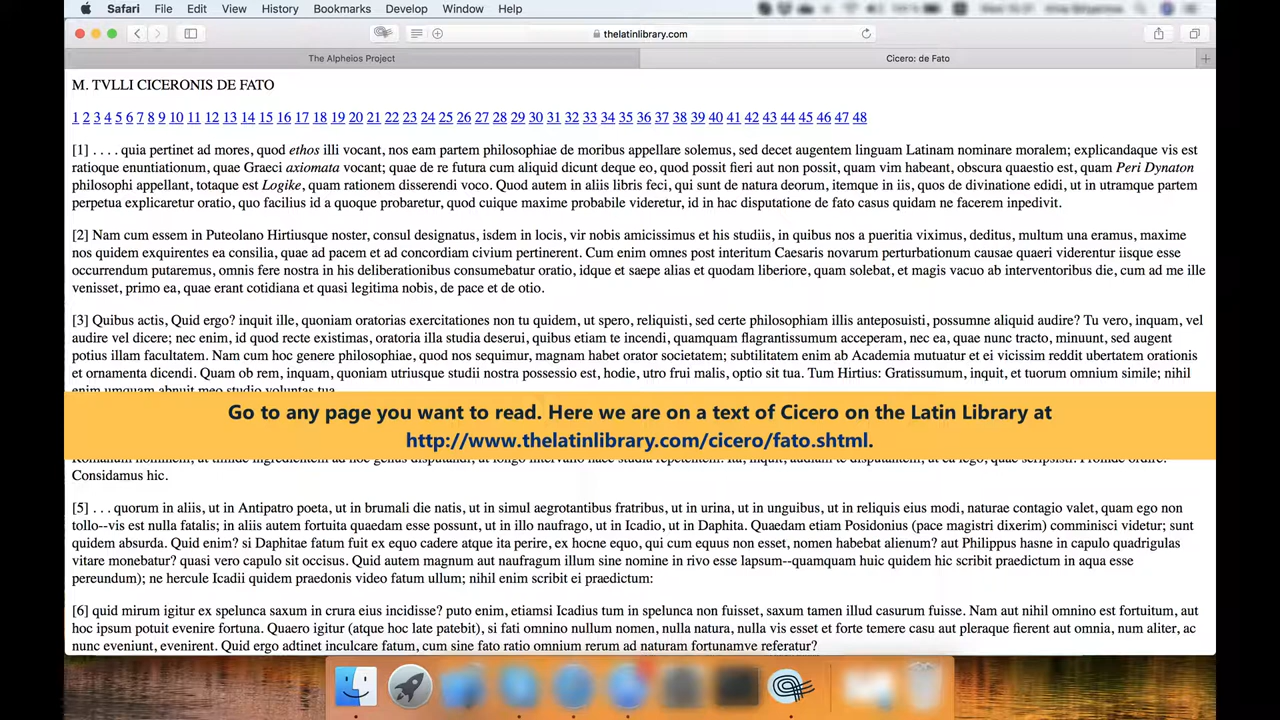 Safari File Edit View History Bookmarks Develop Window Help
thelatinlibrary.com
The Alpheios Project
Cicero: de Fato
M. TVLLI CICERONIS DE FATO
1 2 3 4 5 6 7 8 9 10 11 12 13 14 15 16 17 18 19 20 21 22 23 24 25 26 27 28 29 30 31 32 33 34 35 36 37 38 39 40 41 42 43 44 45 46 47 48
[1] . . . . quia pertinet ad mores, quod ethos illi vocant, nos eam partem philosophiae de moribus appellare solemus, sed decet augentem linguam Latinam nominare moralem; explicandaque vis est
ratioque enuntiationum, quae Graeci axiomata vocant; quae de re futura cum aliquid dicunt deque eo, quod possit fieri aut non possit, quam vim habeant, obscura quaestio est, quam Peri Dynaton
philosophi appellant, totaque est Logike, quam rationem disserendi voco. Quod autem in aliis libris feci, qui sunt de natura deorum, itemque in iis, quos de divinatione edidi, ut in utramque partem
perpetua explicaretur oratio, quo facilius id a quoque probaretur, quod cuique maxime probabile videretur, id in hac disputatione de fato casus quidam ne facerem inpedivit.
[2] Nam cum essem in Puteolano Hirtiusque noster, consul designatus, isdem in locis, vir nobis amicissimus et his studiis, in quibus nos a pueritia viximus, deditus, multum una eramus, maxime
nos quidem exquirentes ea consilia, quae ad pacem et ad concordiam civium pertinerent. Cum enim omnes post interitum Caesaris novarum perturbationum causae quaeri viderentur iisque esse
occurrendum putaremus, omnis fere nostra in his deliberationibus consumebatur oratio, idque et saepe alias et quodam liberiore, quam solebat, et magis vacuo ab interventoribus die, cum ad me ille
venisset, primo ea, quae erant cotidiana et quasi legitima nobis, de pace et de otio.
[3] Quibus actis, Quid ergo? inquit ille, quoniam oratorias exercitationes non tu quidem, ut spero, reliquisti, sed certe philosophiam illis anteposuisti, possumne aliquid audire? Tu vero, inquam, vel
audire vel dicere; nec enim, id quod recte existimas, oratoria illa studia deserui, quibus etiam te incendi, quamquam flagrantissumum acceperam, nec ea, quae nunc tracto, minuunt, sed augent
potius illam facultatem. Nam cum hoc genere philosophiae, quod nos sequimur, magnam habet orator societatem; subtilitatem enim ab Academia mutuatur et ei vicissim reddit ubertatem orationis
et ornamenta dicendi. Quam ob rem, inquam, quoniam utriusque studii nostra possessio est, hodie, utro frui malis, optio sit tua. Tum Hirtius: Gratissumum, inquit, et tuorum omnium simile; nihil
enim umquam abnuit meo studio voluntas tua.
Go to any page you want to read. Here we are on a text of Cicero on the Latin Library at
http://www.thelatinlibrary.com/cicero/fato.shtml.
Considamus hic.
[5] . . . quorum in aliis, ut in Antipatro poeta, ut in brumali die natis, ut in simul aegrotantibus fratribus, ut in urina, ut in unguibus, ut in reliquis eius modi, naturae contagio valet, quam ego non
tollo--vis est nulla fatalis; in aliis autem fortuita quaedam esse possunt, ut in illo naufrago, ut in Icadio, ut in Daphita. Quaedam etiam Posidonius (pace magistri dixerim) comminisci videtur; sunt
quidem absurda. Quid enim? si Daphitae fatum fuit ex equo cadere atque ita perire, ex hocne equo, qui cum equus non esset, nomen habebat alienum? aut Philippus hasne in capulo quadrigulas
vitare monebatur? quasi vero capulo sit occisus. Quid autem magnum aut naufragum illum sine nomine in rivo esse lapsum--quamquam huic quidem hic scribit praedictum in aqua esse
pereundum); ne hercule Icadii quidem praedonis video fatum ullum; nihil enim scribit ei praedictum:
[6] quid mirum igitur ex spelunca saxum in crura eius incidisse? puto enim, etiamsi Icadius tum in spelunca non fuisset, saxum tamen illud casurum fuisse. Nam aut nihil omnino est fortuitum, aut
hoc ipsum potuit evenire fortuna. Quaero igitur (atque hoc late patebit), si fati omnino nullum nomen, nulla natura, nulla vis esset et forte temere casu aut pleraque fierent aut omnia, num aliter, ac
nunc eveniunt, evenirent. Quid ergo adtinet inculcare fatum, cum sine fato ratio omnium rerum ad naturam fortunamve referatur?